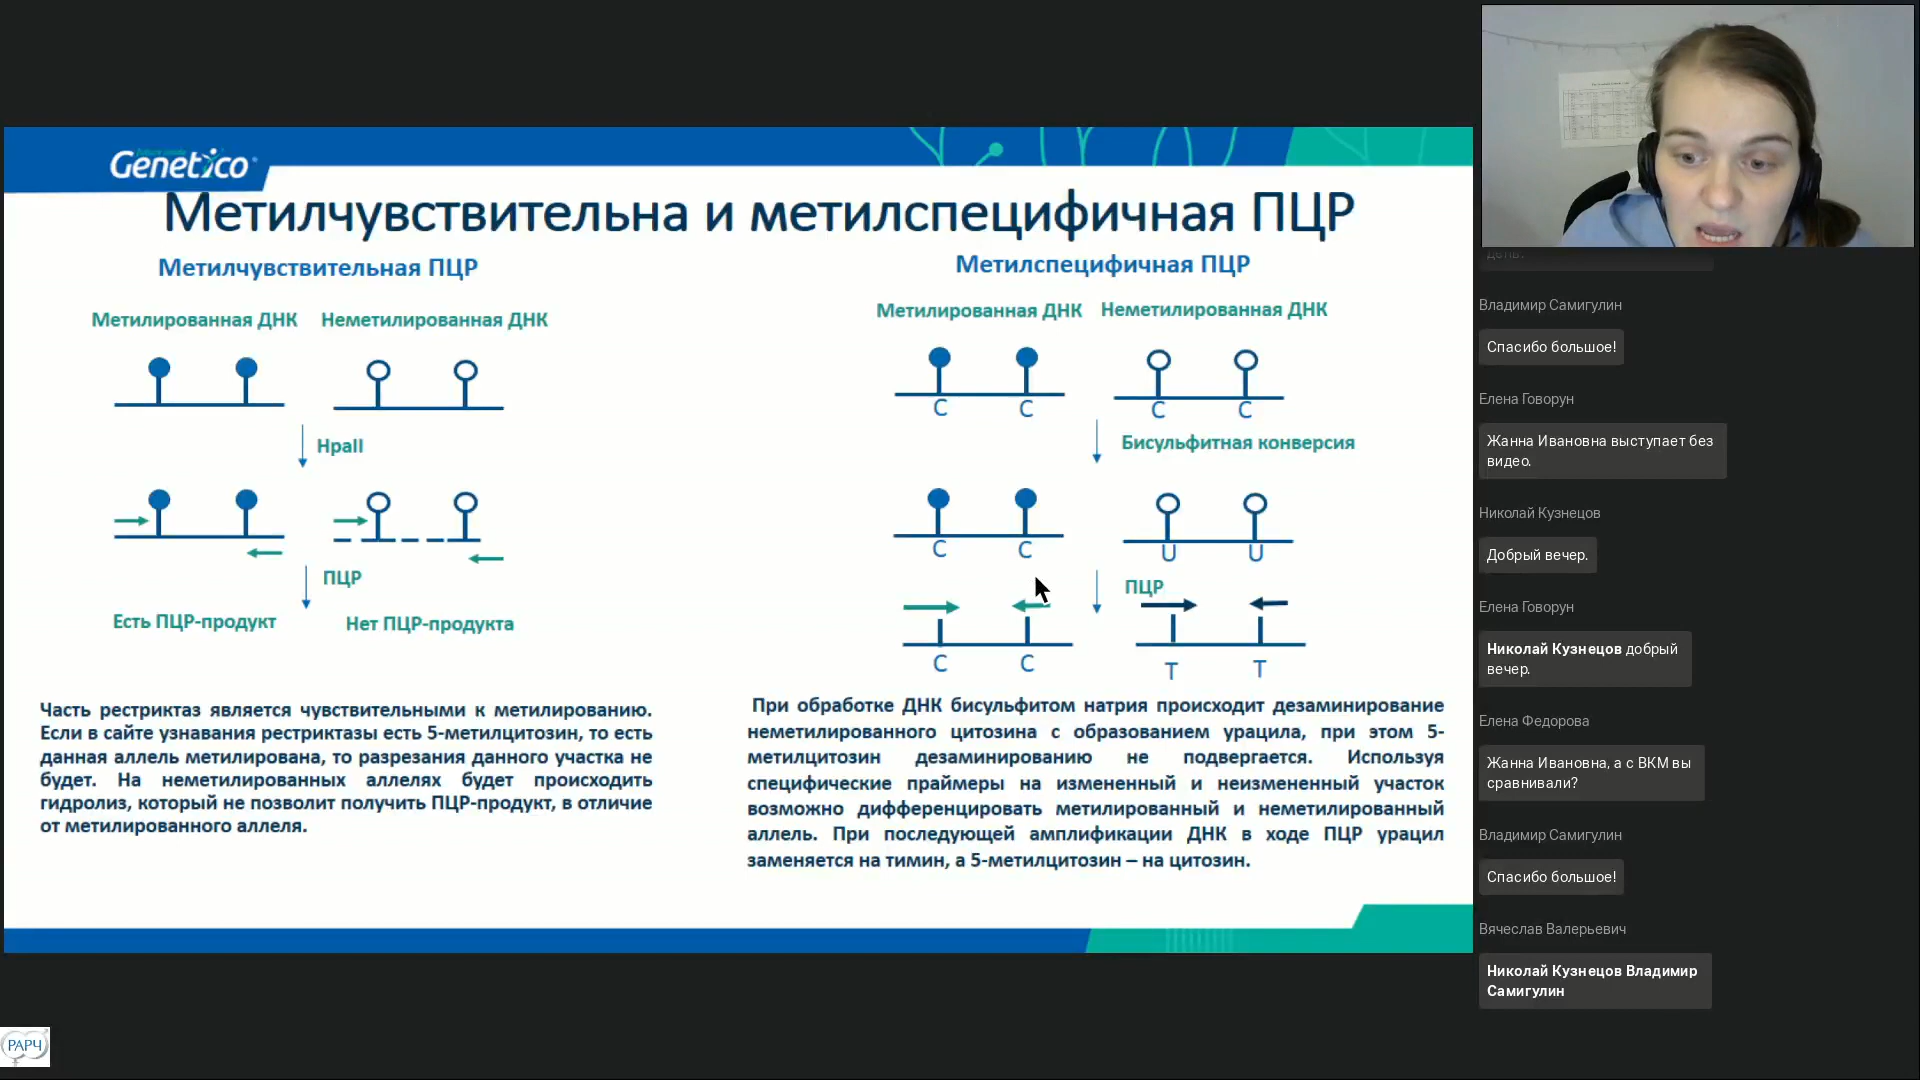 Genetico
Метилчувствительна и метилспецифичная ПЦР
Метилчувствительная ПЦР
Метилированная ДНК
Неметилированная ДНК
HpaII
ПЦР
Есть ПЦР-продукт
Нет ПЦР-продукта
Часть рестриктаз является чувствительными к метилированию.
Если в сайте узнавания рестриктазы есть 5-метилцитозин, то есть
данная аллель метилирована, то разрезания данного участка не
будет. На неметилированных аллелях будет происходить
гидролиз, который не позволит получить ПЦР-продукт, в отличие
от метилированного аллеля.
Метилспецифичная ПЦР
Метилированная ДНК
Неметилированная ДНК
C C C C
Бисульфитная конверсия
C C U U
ПЦР
C C T T
При обработке ДНК бисульфитом натрия происходит дезаминирование
неметилированного цитозина с образованием урацила, при этом 5-
метилцитозин дезаминированию не подвергается. Используя
специфические праймеры на измененный и неизмененный участок
возможно дифференцировать метилированный и неметилированный
аллель. При последующей амплификации ДНК в ходе ПЦР урацил
заменяется на тимин, а 5-метилцитозин – на цитозин.
РАРЧ
день.
Владимир Самигулин
Спасибо большое!
Елена Говорун
Жанна Ивановна выступает без
видео.
Николай Кузнецов
Добрый вечер.
Елена Говорун
Николай Кузнецов добрый
вечер.
Елена Федорова
Жанна Ивановна, а с ВКМ вы
сравнивали?
Владимир Самигулин
Спасибо большое!
Вячеслав Валерьевич
Николай Кузнецов Владимир
Самигулин